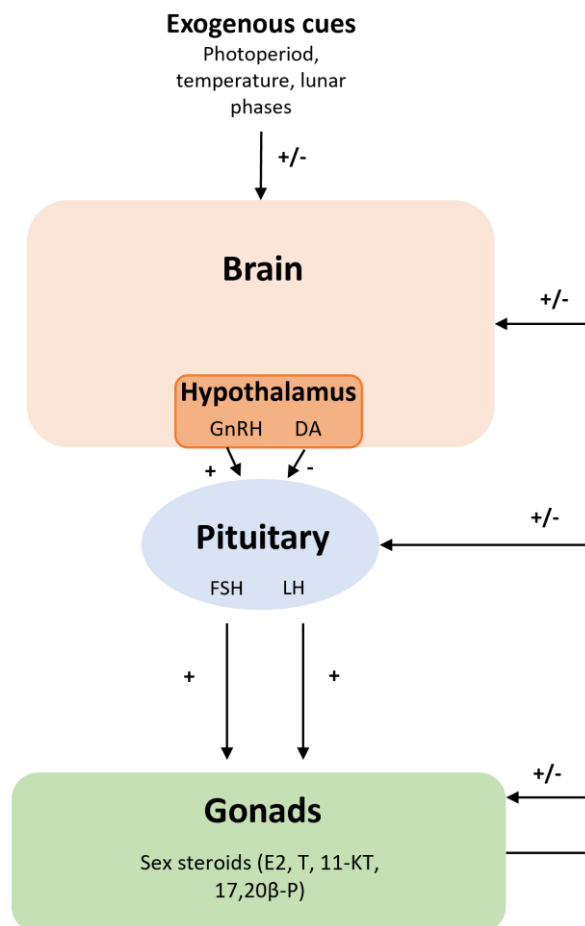 Exogenous cues
Photoperiod,
temperature, lunar
phases
+/-
Brain
+/-
Hypothalamus
GnRH DA
+ -
Pituitary
+/-
FSH LH
+ +
+/-
Gonads
Sex steroids (E2, T, 11-KT,
17,20β-P)